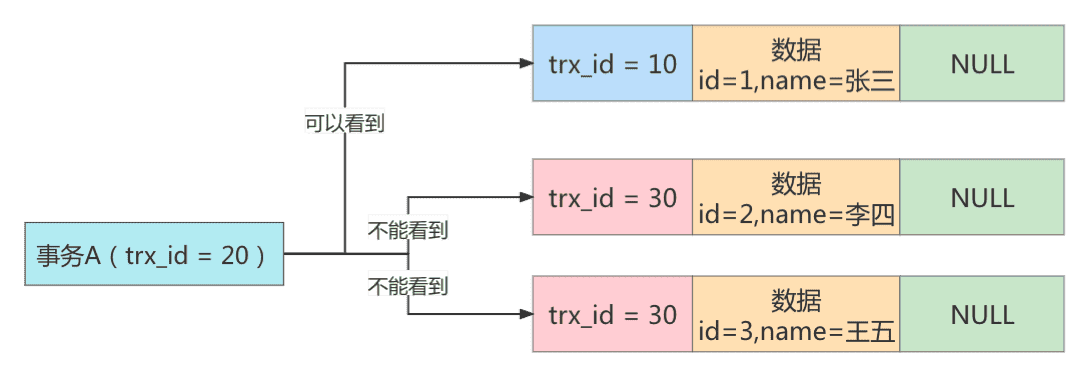 trx_id = 10
数据
id=1,name=张三
NULL
可以看到
trx_id = 30
数据
id=2,name=李四
NULL
不能看到
事务A（trx_id = 20）
不能看到
trx_id = 30
数据
id=3,name=王五
NULL